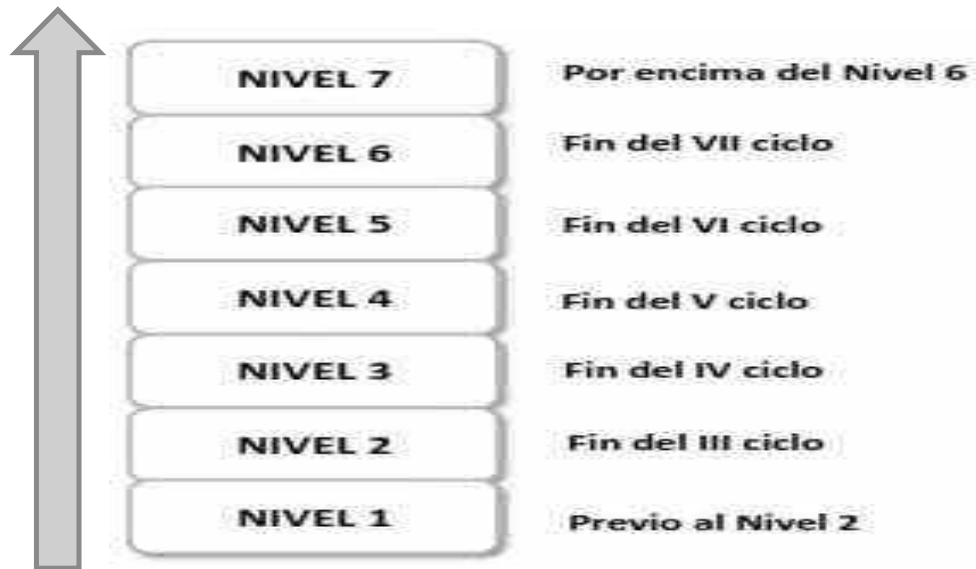 NIVEL 7 Por encima del Nivel 6
NIVEL 6 Fin del VII ciclo
NIVEL 5 Fin del VI ciclo
NIVEL 4 Fin del V ciclo
NIVEL 3 Fin del IV ciclo
NIVEL 2 Fin del III ciclo
NIVEL 1 Previo al Nivel 2